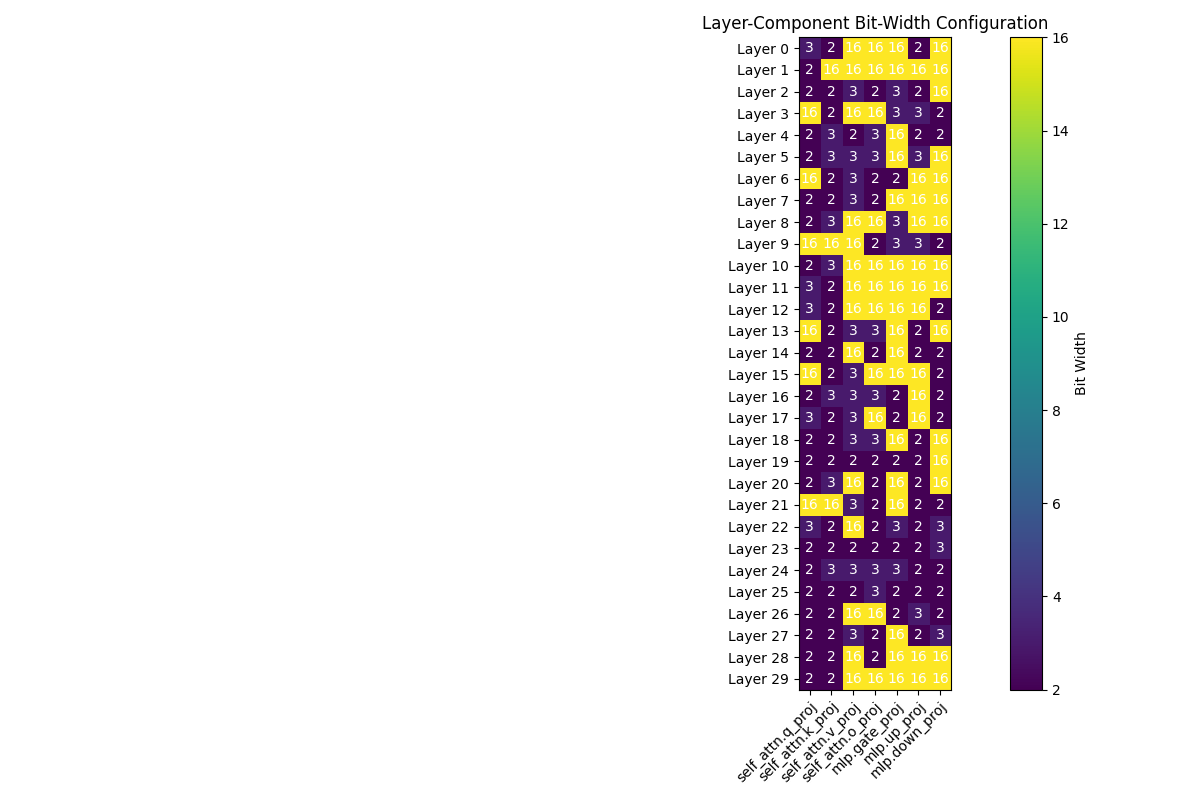 Layer-Component Bit-Width Configuration
Layer 0 3 2 16 16 16 2 16
Layer 1 2 16 16 16 16 16 16
Layer 2 2 2 3 2 3 2 16
Layer 3 16 2 16 16 3 3 2
Layer 4 2 3 2 3 16 2 2
Layer 5 2 3 3 3 16 3 16
Layer 6 16 2 3 2 2 16 16
Layer 7 2 2 3 2 16 16 16
Layer 8 2 3 16 16 3 16 16
Layer 9 16 16 16 2 3 3 2
Layer 10 2 3 16 16 16 16 16
Layer 11 3 2 16 16 16 16 16
Layer 12 3 2 16 16 16 16 2
Layer 13 16 2 3 3 16 2 16
Layer 14 2 2 16 2 16 2 2
Layer 15 16 2 3 16 16 16 2
Layer 16 2 3 3 3 2 16 2
Layer 17 3 2 3 16 2 16 2
Layer 18 2 2 3 3 16 2 16
Layer 19 2 2 2 2 2 2 16
Layer 20 2 3 16 2 16 2 16
Layer 21 16 16 3 2 16 2 2
Layer 22 3 2 16 2 3 2 3
Layer 23 2 2 2 2 2 2 3
Layer 24 2 3 3 3 3 2 2
Layer 25 2 2 2 3 2 2 2
Layer 26 2 2 16 16 2 3 2
Layer 27 2 2 3 2 16 2 3
Layer 28 2 2 16 2 16 16 16
Layer 29 2 2 16 16 16 16 16
self_attn.q_proj
self_attn.k_proj
self_attn.v_proj
self_attn.o_proj
mlp.gate_proj
mlp.up_proj
mlp.down_proj
16
14
12
10
8
6
4
2
Bit Width